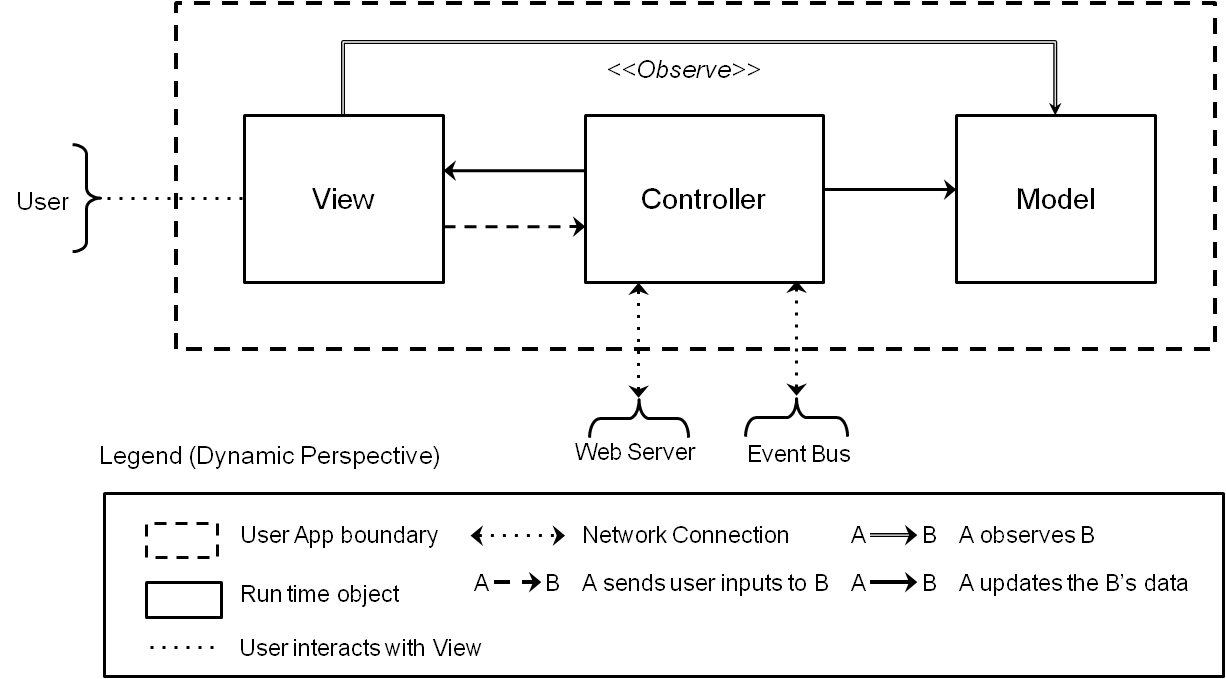 <<Observe>>
User
View
Controller
Model
Web Server
Event Bus
Legend (Dynamic Perspective)
User App boundary
Network Connection
A B A observes B
Run time object
A B A sends user inputs to B
A B A updates the B's data
User interacts with View